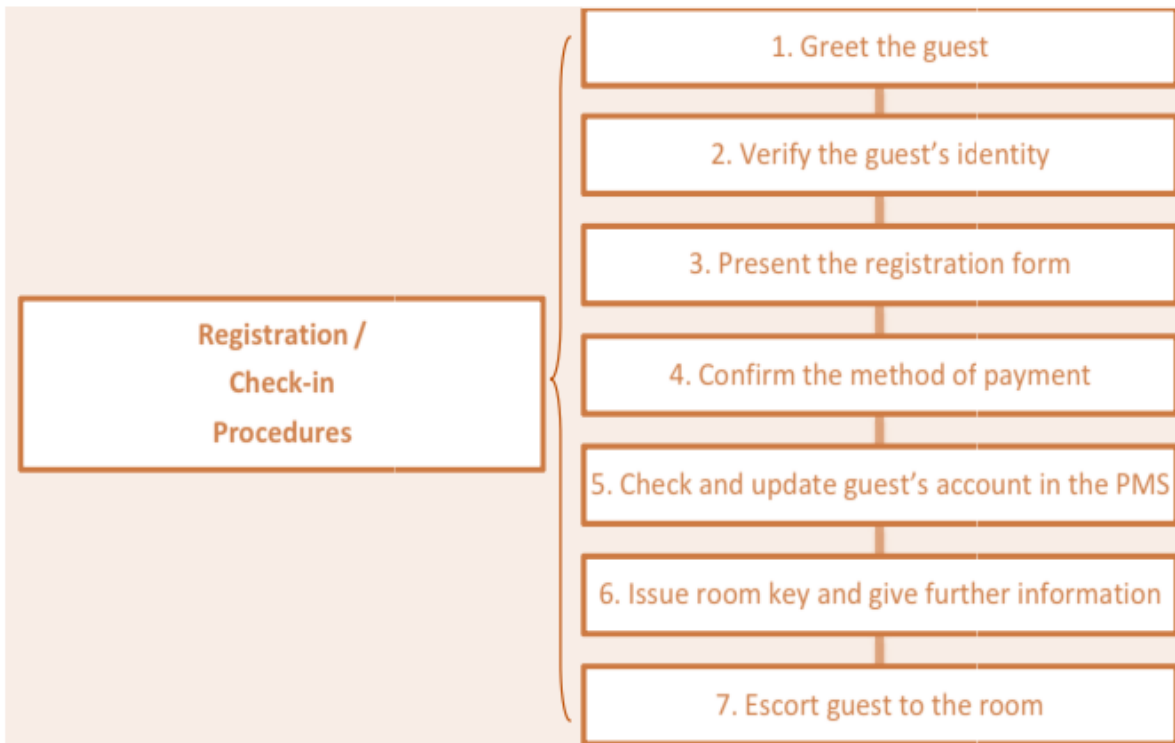 Registration /
Check-in
Procedures
1. Greet the guest
2. Verify the guest’s identity
3. Present the registration form
4. Confirm the method of payment
5. Check and update guest’s account in the PMS
6. Issue room key and give further information
7. Escort guest to the room